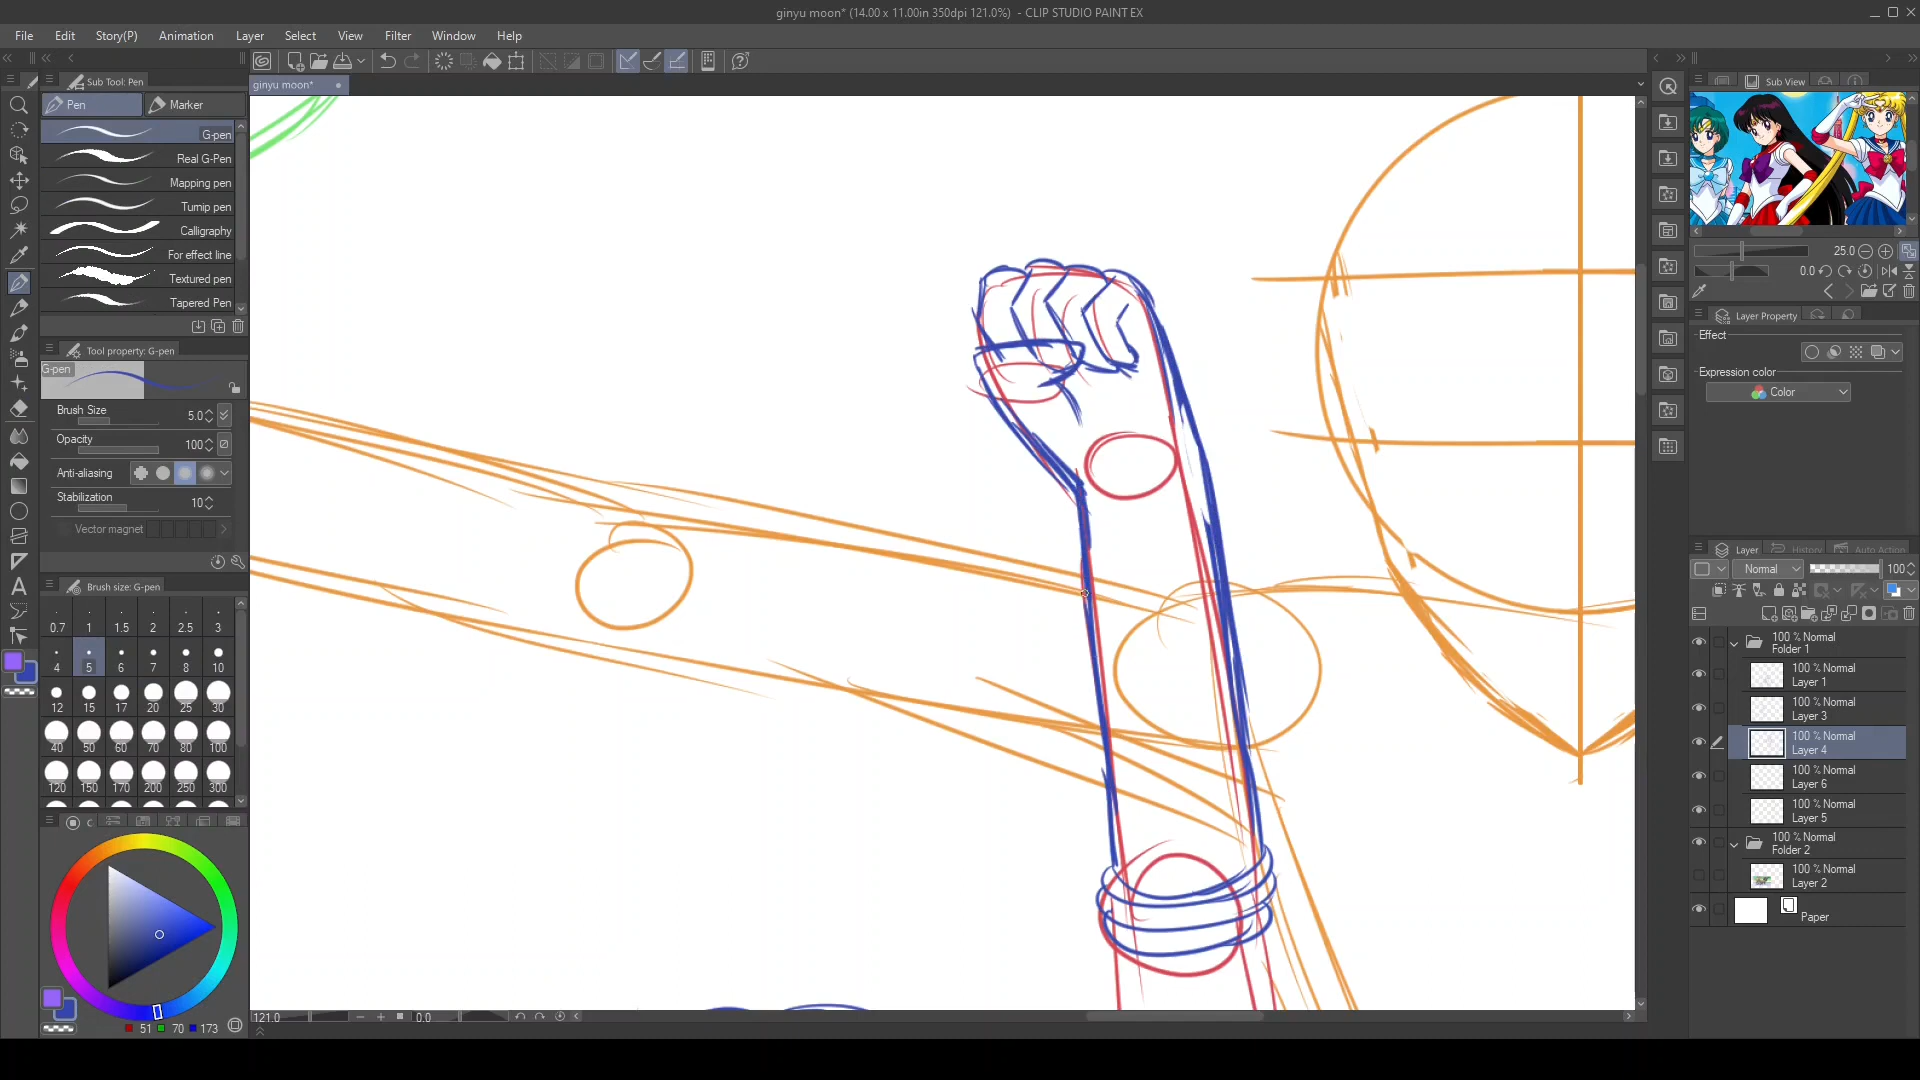 ginyu moon* (14.00 x 11.00in 350dpi 121.0%) - CLIP STUDIO PAINT EX
File Edit Story(P) Animation Layer Select View Filter Window Help
Sub Tool: Pen
ginyu moon*
Sub View
Pen
Marker
G-pen
Real G-Pen
Mapping pen
Turnip pen
Calligraphy
For effect line
Textured pen
Tapered Pen
25.0
0.0
Layer Property
Effect
Expression color
Color
Tool property: G-pen
G-pen
Brush Size 5.0
Opacity 100
Anti-aliasing
Stabilization 10
Vector magnet
Brush size: G-pen
0.7 1 1.5 2 2.5 3
4 5 6 7 8 10
12 15 17 20 25 30
40 50 60 70 80 100
120 150 170 200 250 300
Layer History Auto Action
Normal 100
100 % Normal
Folder 1
100 % Normal
Layer 1
100 % Normal
Layer 3
100 % Normal
Layer 4
100 % Normal
Layer 6
100 % Normal
Layer 5
100 % Normal
Folder 2
100 % Normal
Layer 2
Paper
C
51 70 173
121.0 0.0